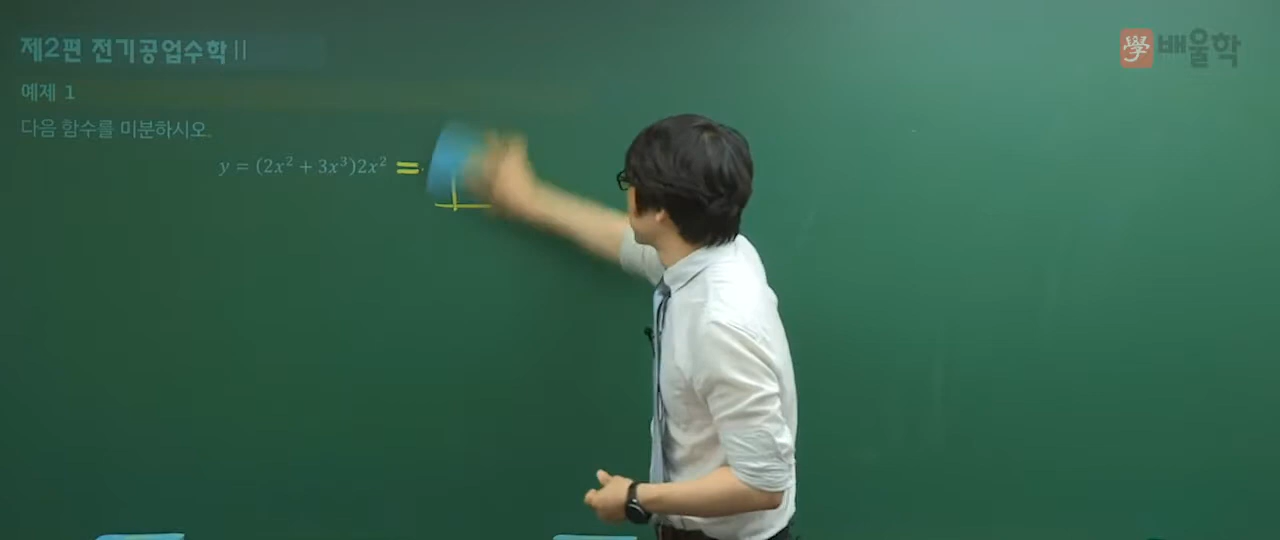 제2편 전기공업수학 II
學 배울학
예제 1
다음 함수를 미분하시오.
y = (2x² + 3x³)2x² =